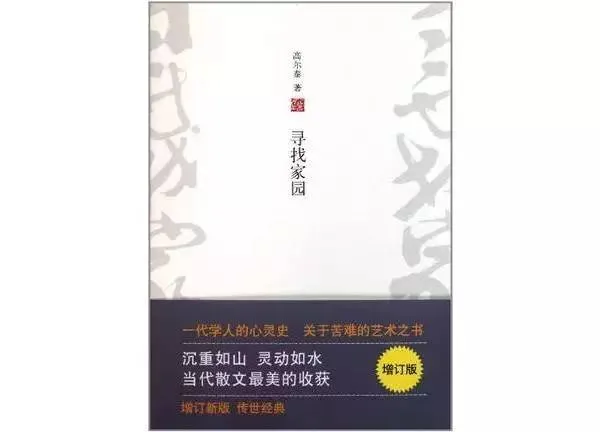 高尔泰 著
寻找家园
一代学人的心灵史 关于苦难的艺术之书
沉重如山 灵动如水
当代散文最美的收获
增订版
增订新版 传世经典